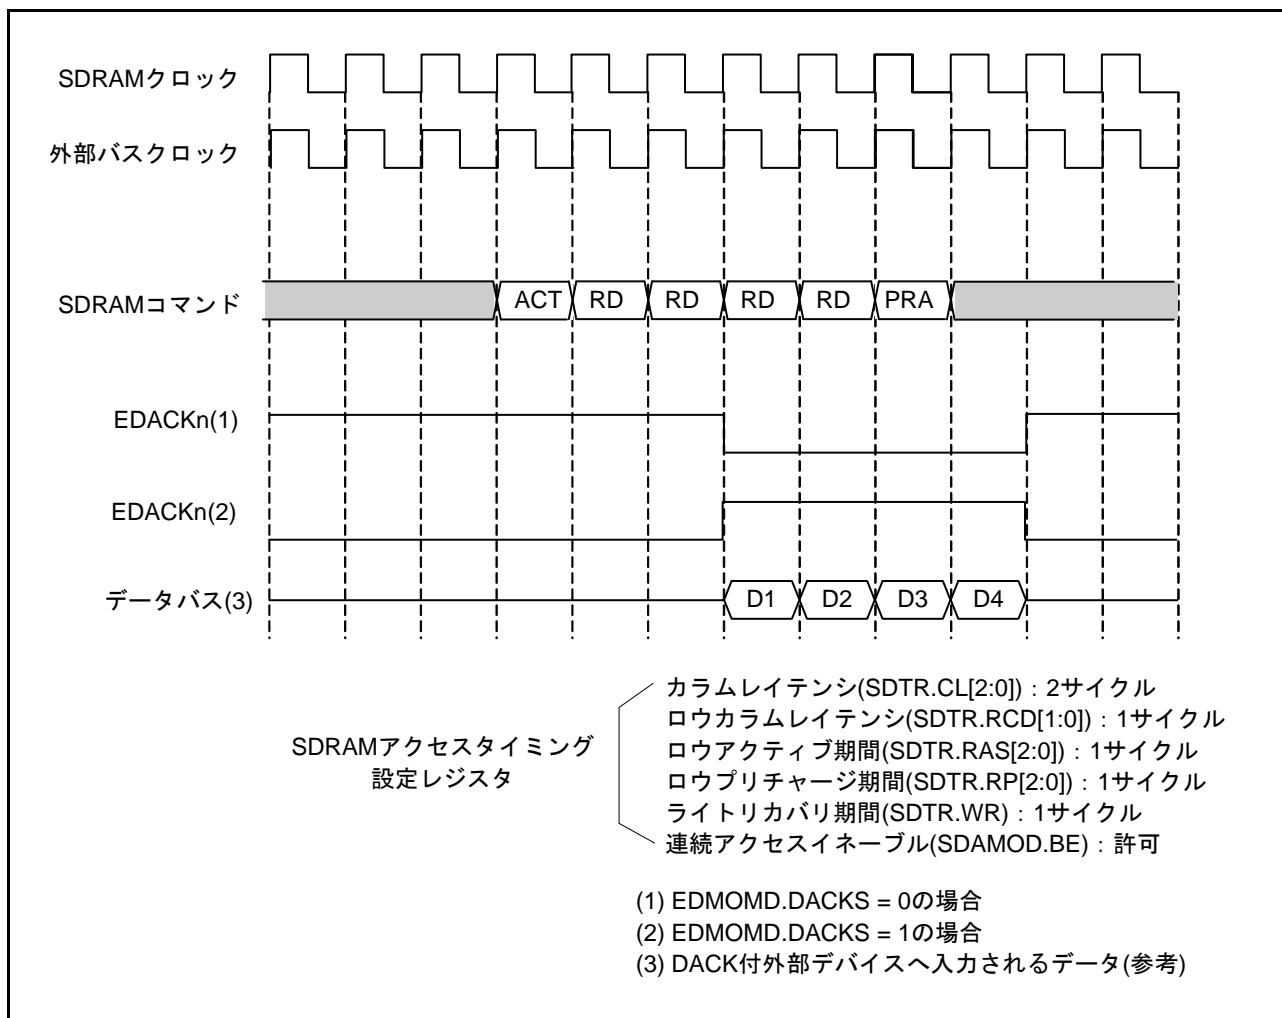 SDRAMクロック
外部バスクロック
SDRAMコマンド
ACT RD RD RD RD PRA
EDACKn(1)
EDACKn(2)
データバス(3)
D1 D2 D3 D4
SDRAMアクセスタイミング
設定レジスタ
カラムレイテンシ(SDTR.CL[2:0])：2サイクル
ロウカラムレイテンシ(SDTR.RCD[1:0])：1サイクル
ロウアクティブ期間(SDTR.RAS[2:0])：1サイクル
ロウプリチャージ期間(SDTR.RP[2:0])：1サイクル
ライトリカバリ期間(SDTR.WR)：1サイクル
連続アクセスイネーブル(SDAMOD.BE)：許可
(1) EDMOMD.DACKS = 0の場合
(2) EDMOMD.DACKS = 1の場合
(3) DACK付外部デバイスへ入力されるデータ(参考)